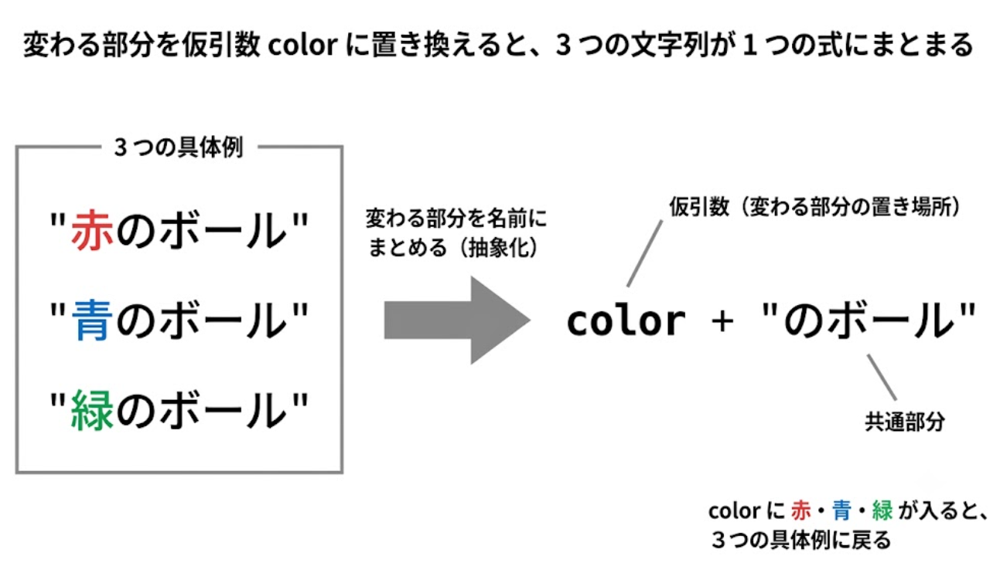 変わる部分を仮引数 color に置き換えると、3 つの文字列が 1 つの式にまとまる
3 つの具体例
"赤のボール"
"青のボール"
"緑のボール"
変わる部分を名前に
まとめる（抽象化）
仮引数（変わる部分の置き場所）
color + "のボール"
共通部分
color に 赤・青・緑 が入ると、
３つの具体例に戻る